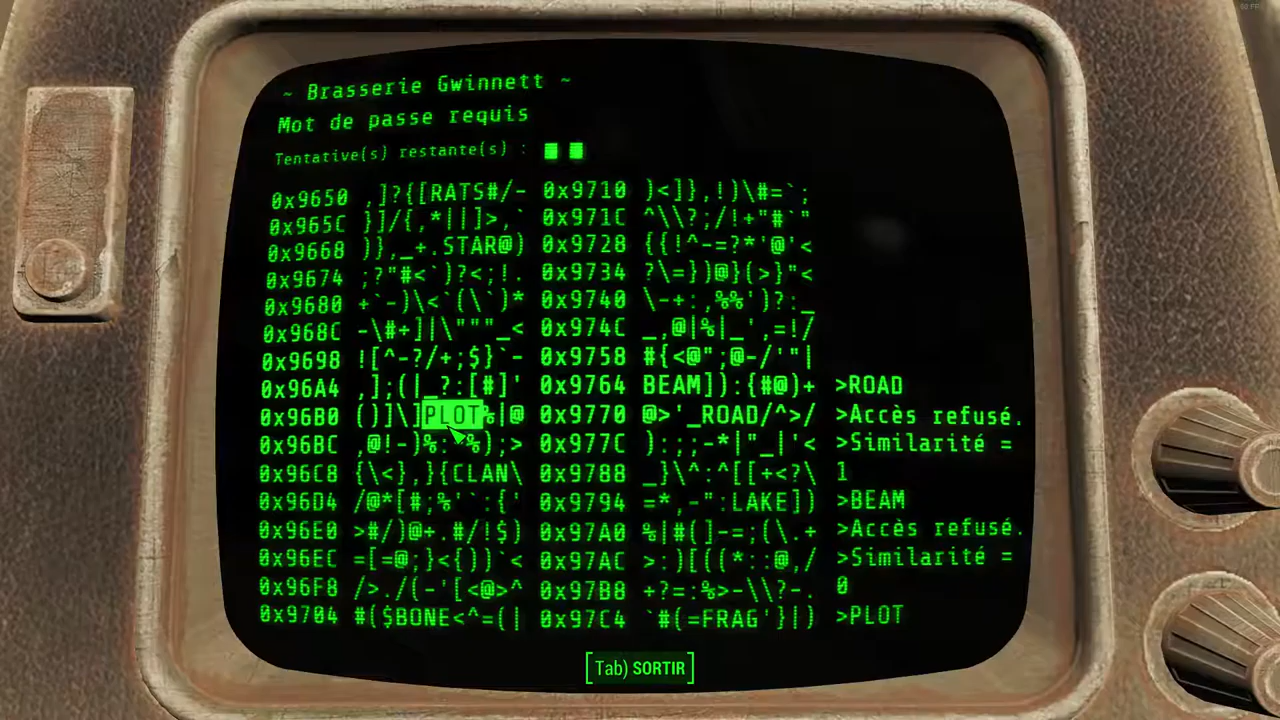 60 FP
~ Brasserie Gwinnett ~
Mot de passe requis
Tentative(s) restante(s) :
0x9650 ,]?{[RATS#/- 0x9710 )<]},!)\#=`;
0x965C }]/{,*||]>,` 0x971C ^\\?;/!+"#`"
0x9668 )},_+.STAR@) 0x9728 {{!^-=?*'@'<
0x9674 ;?"#<`)?<;!. 0x9734 ?\=})@}(>}"<
0x9680 +`-)\<`(\`)* 0x9740 \-+:,%%')?:_
0x968C -\#+]|\"""_< 0x974C _,@|%|_',=!/
0x9698 ![^-?/+;$}`- 0x9758 #{<@";@-/'"|
0x96A4 ,];(|_?:[#]' 0x9764 BEAM]):{#@)+ >ROAD
0x96B0 ()]\]PLOT%|@ 0x9770 @>'_ROAD/^>/ >Accès refusé.
0x96BC ,@!-)%: %);> 0x977C ):;;-*|"_|'< >Similarité =
0x96C8 {\<},}{CLAN\ 0x9788 _}\^:^[[+<?\ 1
0x96D4 /@*[#;%'`:{' 0x9794 =*,-":LAKE]) >BEAM
0x96E0 >#/)@+.#/!$) 0x97A0 %|#(]-=;(\.+ >Accès refusé.
0x96EC =[=@;}<{))`< 0x97AC >:)[((*::@,/ >Similarité =
0x96F8 />./(-'[<@>^ 0x97B8 +?=:%>-\\?-. 0
0x9704 #($BONE<^=(| 0x97C4 `#(=FRAG'}|) >PLOT
[Tab) SORTIR]